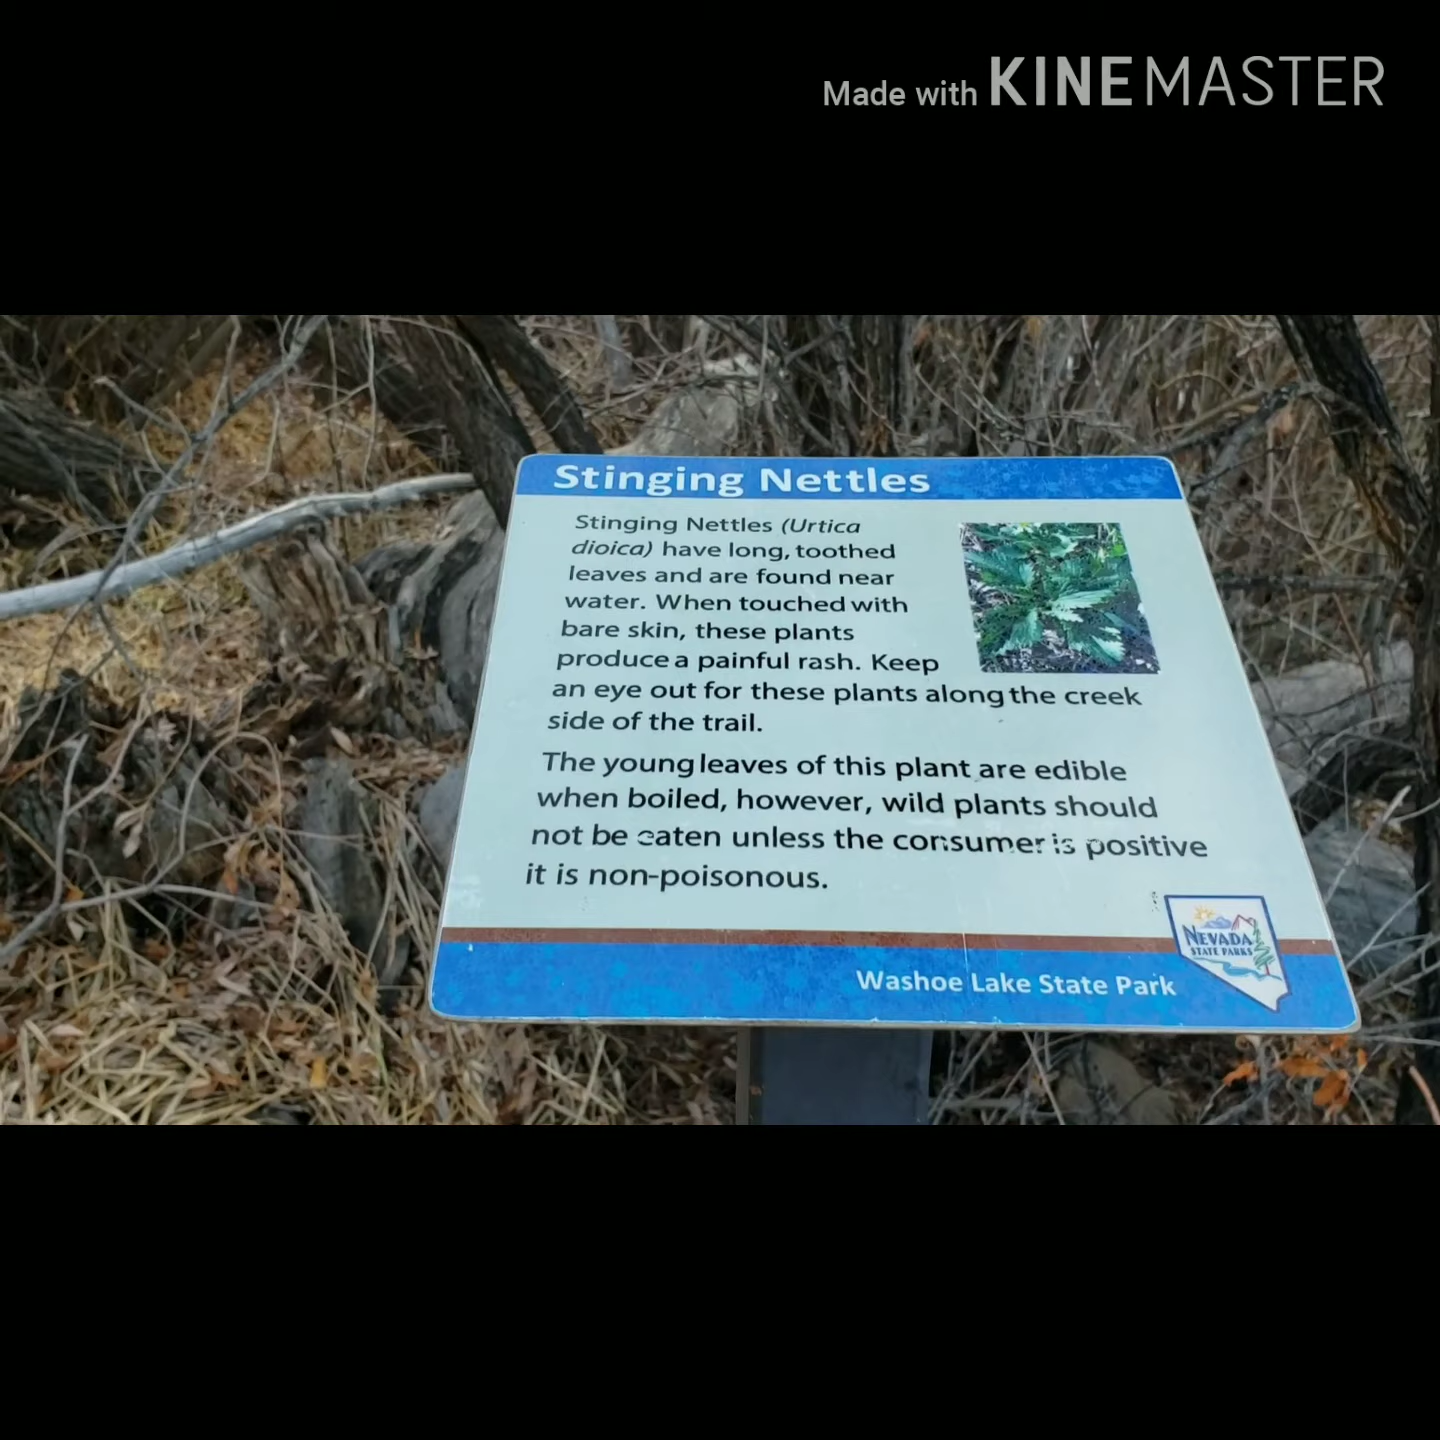 Made with KINEMASTER
Stinging Nettles
Stinging Nettles (Urtica
dioica) have long, toothed
leaves and are found near
water. When touched with
bare skin, these plants
produce a painful rash. Keep
an eye out for these plants along the creek
side of the trail.
The young leaves of this plant are edible
when boiled, however, wild plants should
not be eaten unless the consumer is positive
it is non-poisonous.
NEVADA
STATE PARKS
Washoe Lake State Park